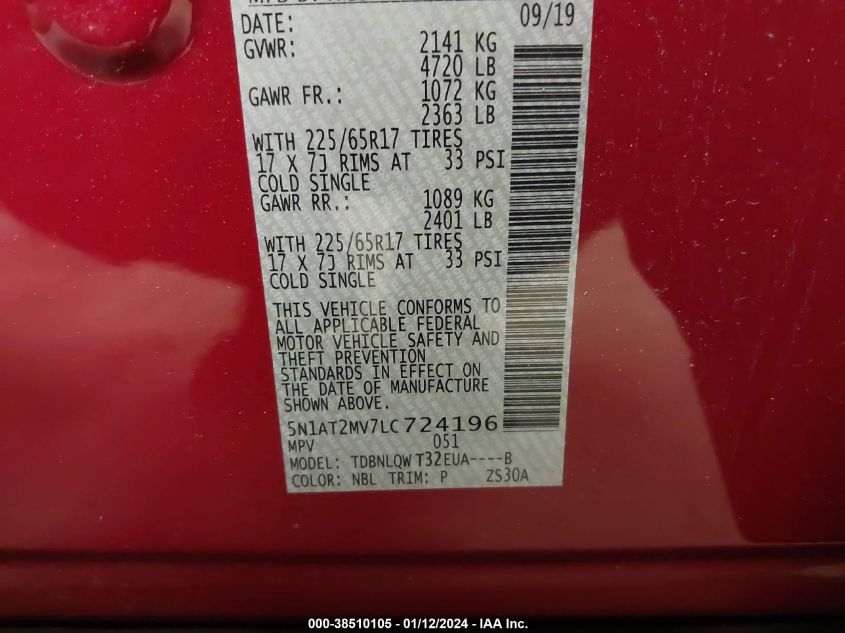 DATE: 09/19
GVWR: 2141 KG
4720 LB
GAWR FR.: 1072 KG
2363 LB
WITH 225/65R17 TIRES
17 X 7J RIMS AT 33 PSI
COLD SINGLE
GAWR RR.: 1089 KG
2401 LB
WITH 225/65R17 TIRES
17 X 7J RIMS AT 33 PSI
COLD SINGLE
THIS VEHICLE CONFORMS TO
ALL APPLICABLE FEDERAL
MOTOR VEHICLE SAFETY AND
THEFT PREVENTION
STANDARDS IN EFFECT ON
THE DATE OF MANUFACTURE
SHOWN ABOVE.
5N1AT2MV7LC724196
MPV 051
MODEL: TDBNLQWT32EUA----B
COLOR: NBL TRIM: P ZS30A
000-38510105 - 01/12/2024 - IAA Inc.